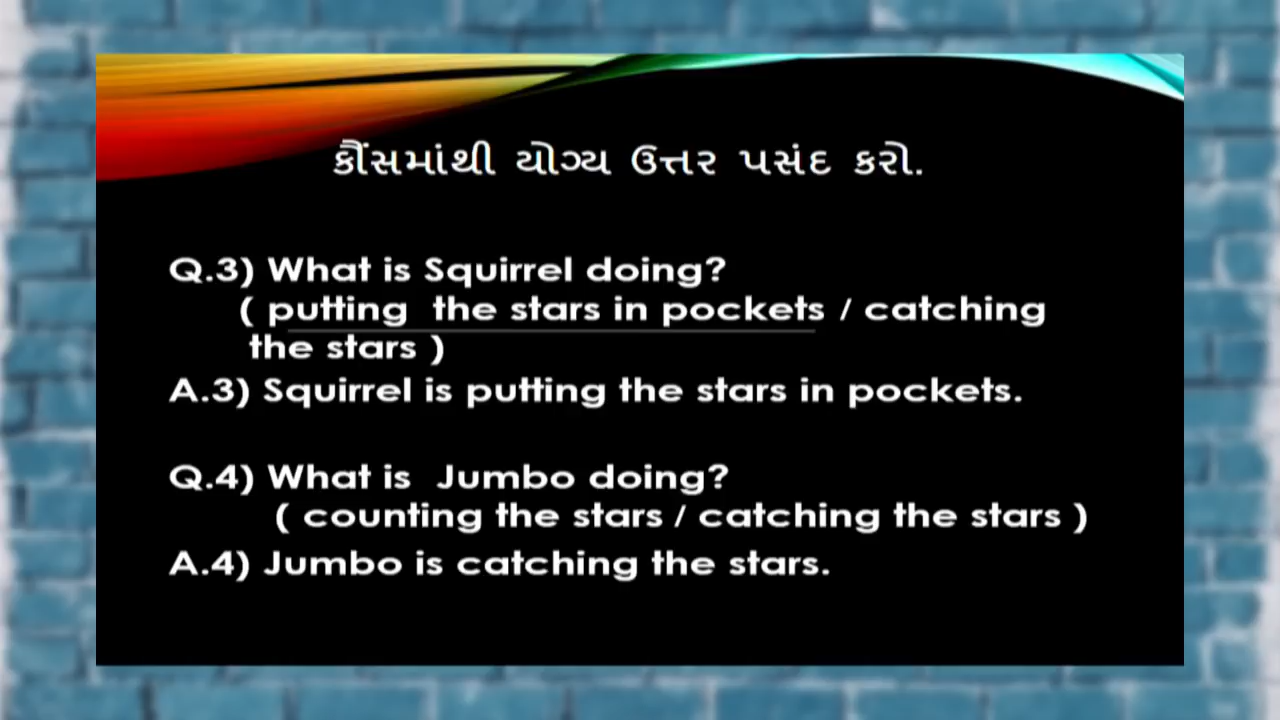 કૌંસમાંથી યોગ્ય ઉત્તર પસંદ કરો.
Q.3) What is Squirrel doing?
( putting the stars in pockets / catching
the stars )
A.3) Squirrel is putting the stars in pockets.
Q.4) What is Jumbo doing?
( counting the stars / catching the stars )
A.4) Jumbo is catching the stars.